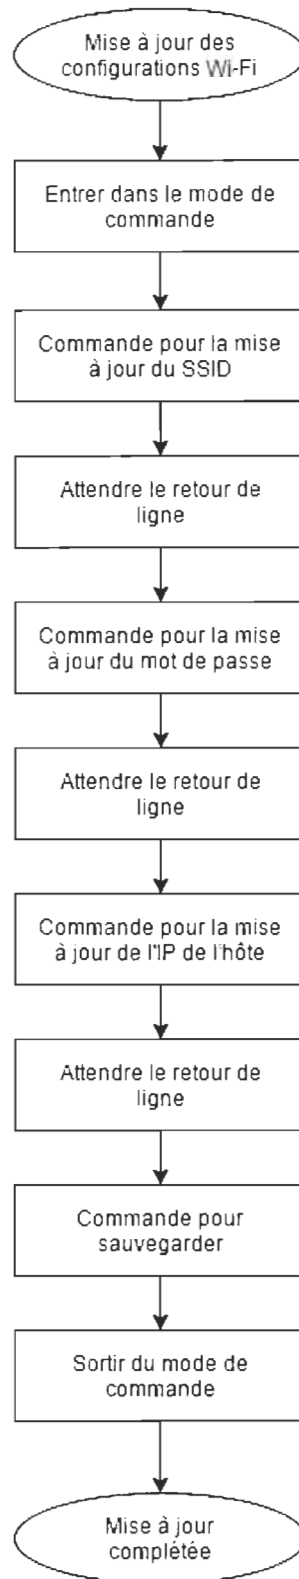 Mise à jour des
configurations Wi-Fi
Entrer dans le mode de
commande
Commande pour la mise
à jour du SSID
Attendre le retour de
ligne
Commande pour la mise
à jour du mot de passe
Attendre le retour de
ligne
Commande pour la mise
à jour de l'IP de l'hôte
Attendre le retour de
ligne
Commande pour
sauvegarder
Sortir du mode de
commande
Mise à jour
complétée